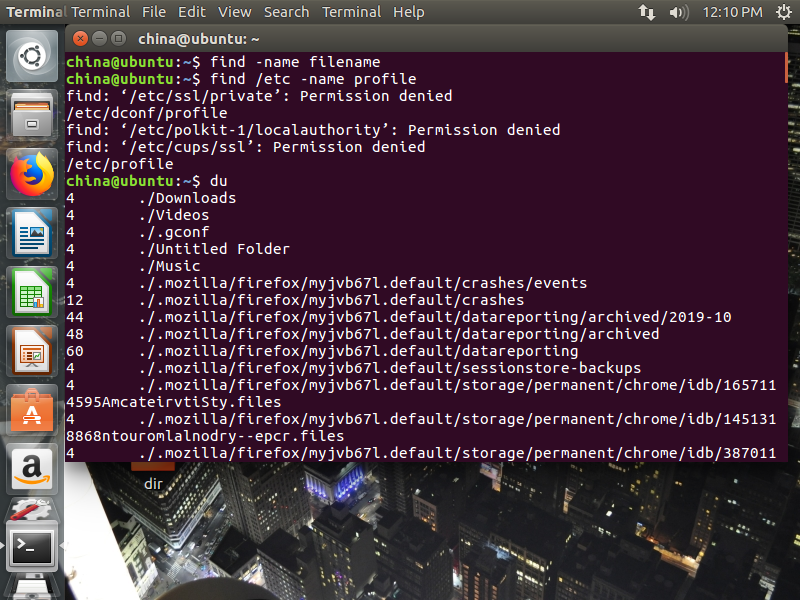 Terminal Terminal File Edit View Search Terminal Help 12:10 PM
china@ubuntu: ~
china@ubuntu:~$ find -name filename
china@ubuntu:~$ find /etc -name profile
find: ‘/etc/ssl/private’: Permission denied
/etc/dconf/profile
find: ‘/etc/polkit-1/localauthority’: Permission denied
find: ‘/etc/cups/ssl’: Permission denied
/etc/profile
china@ubuntu:~$ du
4 ./Downloads
4 ./Videos
4 ./.gconf
4 ./Untitled Folder
4 ./Music
4 ./.mozilla/firefox/myjvb67l.default/crashes/events
12 ./.mozilla/firefox/myjvb67l.default/crashes
44 ./.mozilla/firefox/myjvb67l.default/datareporting/archived/2019-10
48 ./.mozilla/firefox/myjvb67l.default/datareporting/archived
60 ./.mozilla/firefox/myjvb67l.default/datareporting
4 ./.mozilla/firefox/myjvb67l.default/sessionstore-backups
4 ./.mozilla/firefox/myjvb67l.default/storage/permanent/chrome/idb/165711
4595AmcateirvtiSty.files
4 ./.mozilla/firefox/myjvb67l.default/storage/permanent/chrome/idb/145131
8868ntouromlalnodry--epcr.files
4 ./.mozilla/firefox/myjvb67l.default/storage/permanent/chrome/idb/387011
dir